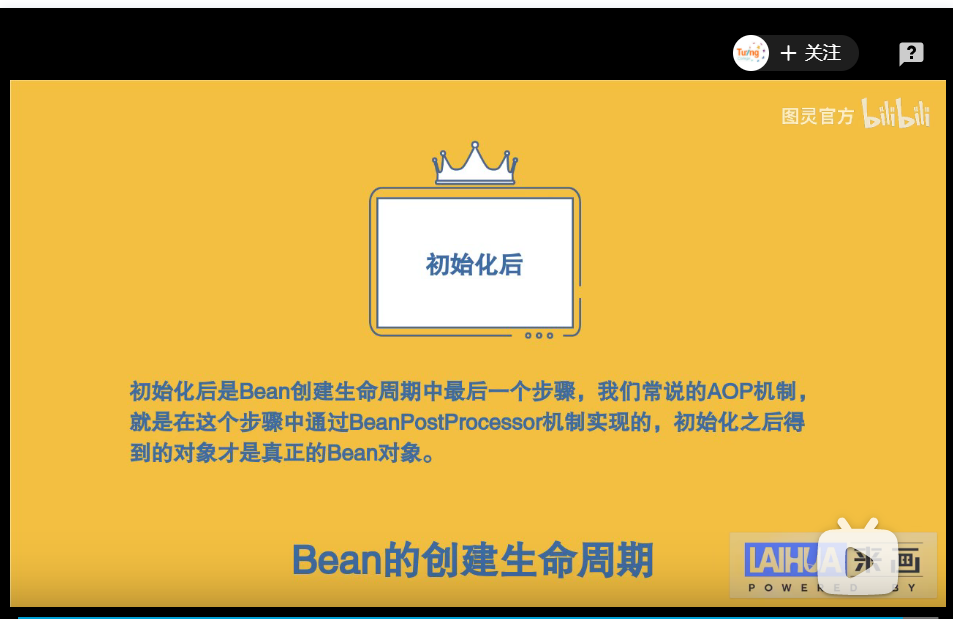 Tuling
+ 关注
?
图灵官方 bilibili
初始化后
初始化后是Bean创建生命周期中最后一个步骤，我们常说的AOP机制，
就是在这个步骤中通过BeanPostProcessor机制实现的，初始化之后得
到的对象才是真正的Bean对象。
Bean的创建生命周期
LAIHUA 来画
POWERED BY